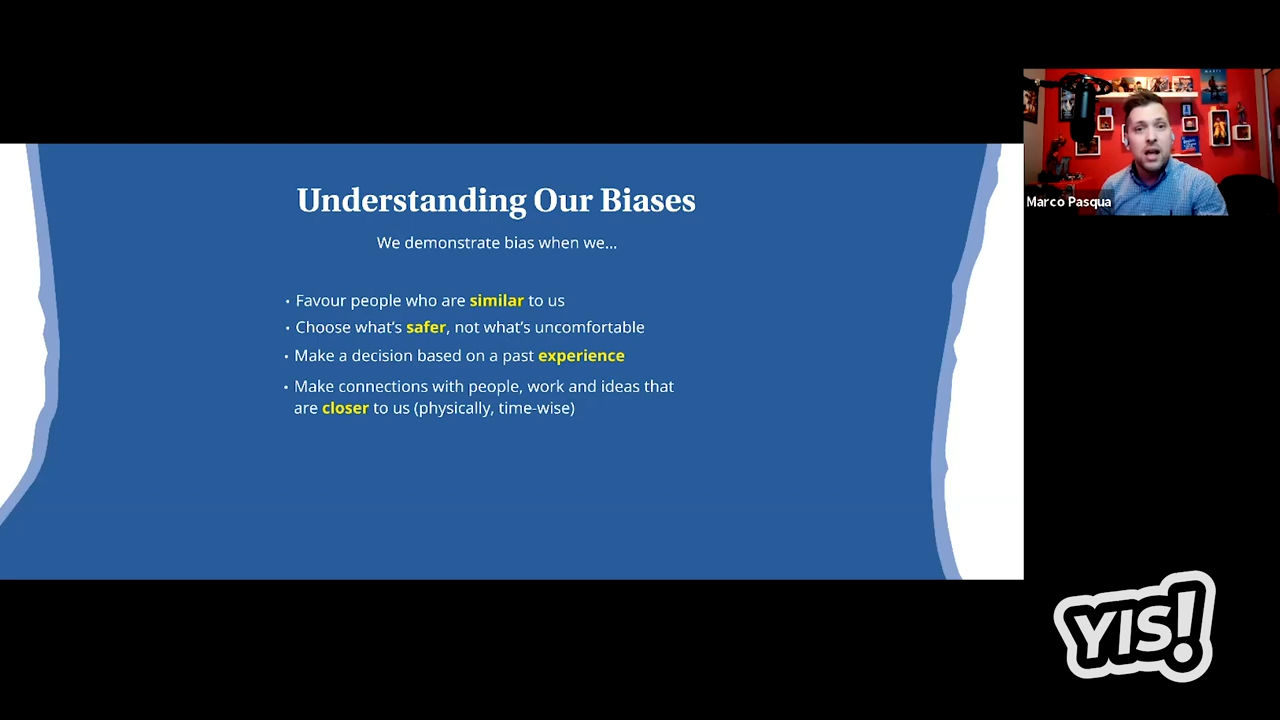 Understanding Our Biases
We demonstrate bias when we...
• Favour people who are similar to us
• Choose what's safer, not what's uncomfortable
• Make a decision based on a past experience
• Make connections with people, work and ideas that
are closer to us (physically, time-wise)
Marco Pasqua
YIS!